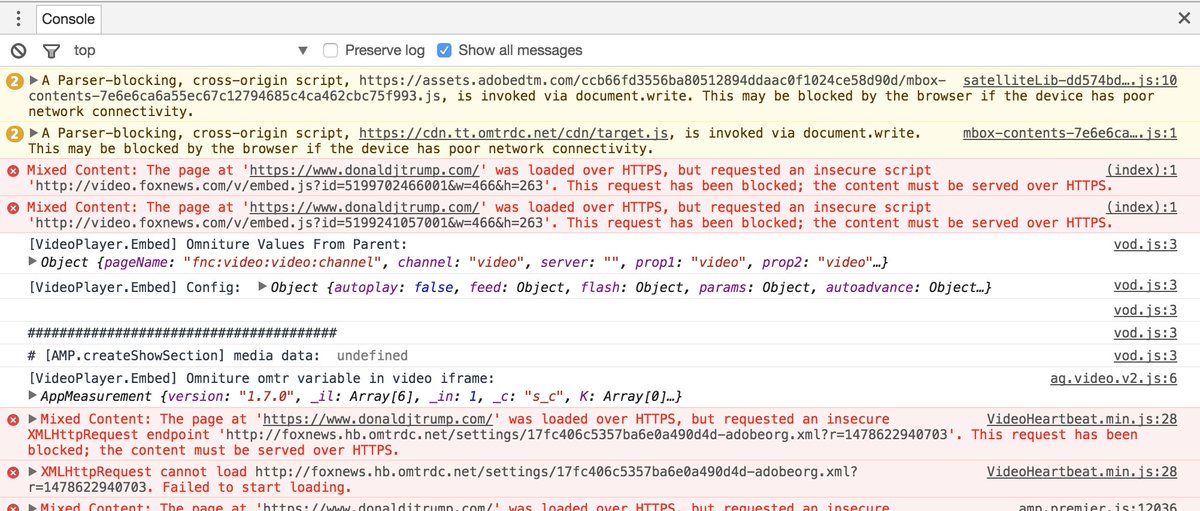 Console
top Preserve log Show all messages
2 A Parser-blocking, cross-origin script, https://assets.adobedtm.com/ccb66fd3556ba80512894ddaac0f1024ce58d90d/mbox- satelliteLib-dd574bd….js:10
contents-7e6e6ca6a55ec67c12794685c4ca462cbc75f993.js, is invoked via document.write. This may be blocked by the browser if the device has poor
network connectivity.
2 A Parser-blocking, cross-origin script, https://cdn.tt.omtrdc.net/cdn/target.js, is invoked via document.write. mbox-contents-7e6e6ca….js:1
This may be blocked by the browser if the device has poor network connectivity.
Mixed Content: The page at 'https://www.donaldjtrump.com/' was loaded over HTTPS, but requested an insecure script (index):1
'http://video.foxnews.com/v/embed.js?id=5199702466001&w=466&h=263'. This request has been blocked; the content must be served over HTTPS.
Mixed Content: The page at 'https://www.donaldjtrump.com/' was loaded over HTTPS, but requested an insecure script (index):1
'http://video.foxnews.com/v/embed.js?id=5199241057001&w=466&h=263'. This request has been blocked; the content must be served over HTTPS.
[VideoPlayer.Embed] Omniture Values From Parent: vod.js:3
Object {pageName: "fnc:video:video:channel", channel: "video", server: "", prop1: "video", prop2: "video"…}
[VideoPlayer.Embed] Config: Object {autoplay: false, feed: Object, flash: Object, params: Object, autoadvance: Object…} vod.js:3
vod.js:3
####################################### vod.js:3
# [AMP.createShowSection] media data: undefined vod.js:3
[VideoPlayer.Embed] Omniture omtr variable in video iframe: ag.video.v2.js:6
AppMeasurement {version: "1.7.0", _il: Array[6], _in: 1, _c: "s_c", K: Array[0]…}
Mixed Content: The page at 'https://www.donaldjtrump.com/' was loaded over HTTPS, but requested an insecure VideoHeartbeat.min.js:28
XMLHttpRequest endpoint 'http://foxnews.hb.omtrdc.net/settings/17fc406c5357ba6e0a490d4d-adobeorg.xml?r=1478622940703'. This request has been
blocked; the content must be served over HTTPS.
XMLHttpRequest cannot load http://foxnews.hb.omtrdc.net/settings/17fc406c5357ba6e0a490d4d-adobeorg.xml? VideoHeartbeat.min.js:28
r=1478622940703. Failed to start loading.
Mixed Content: The page at 'https://www.donaldjtrump.com/' was loaded over HTTPS, but requested an insecure amp.premier.js:12036